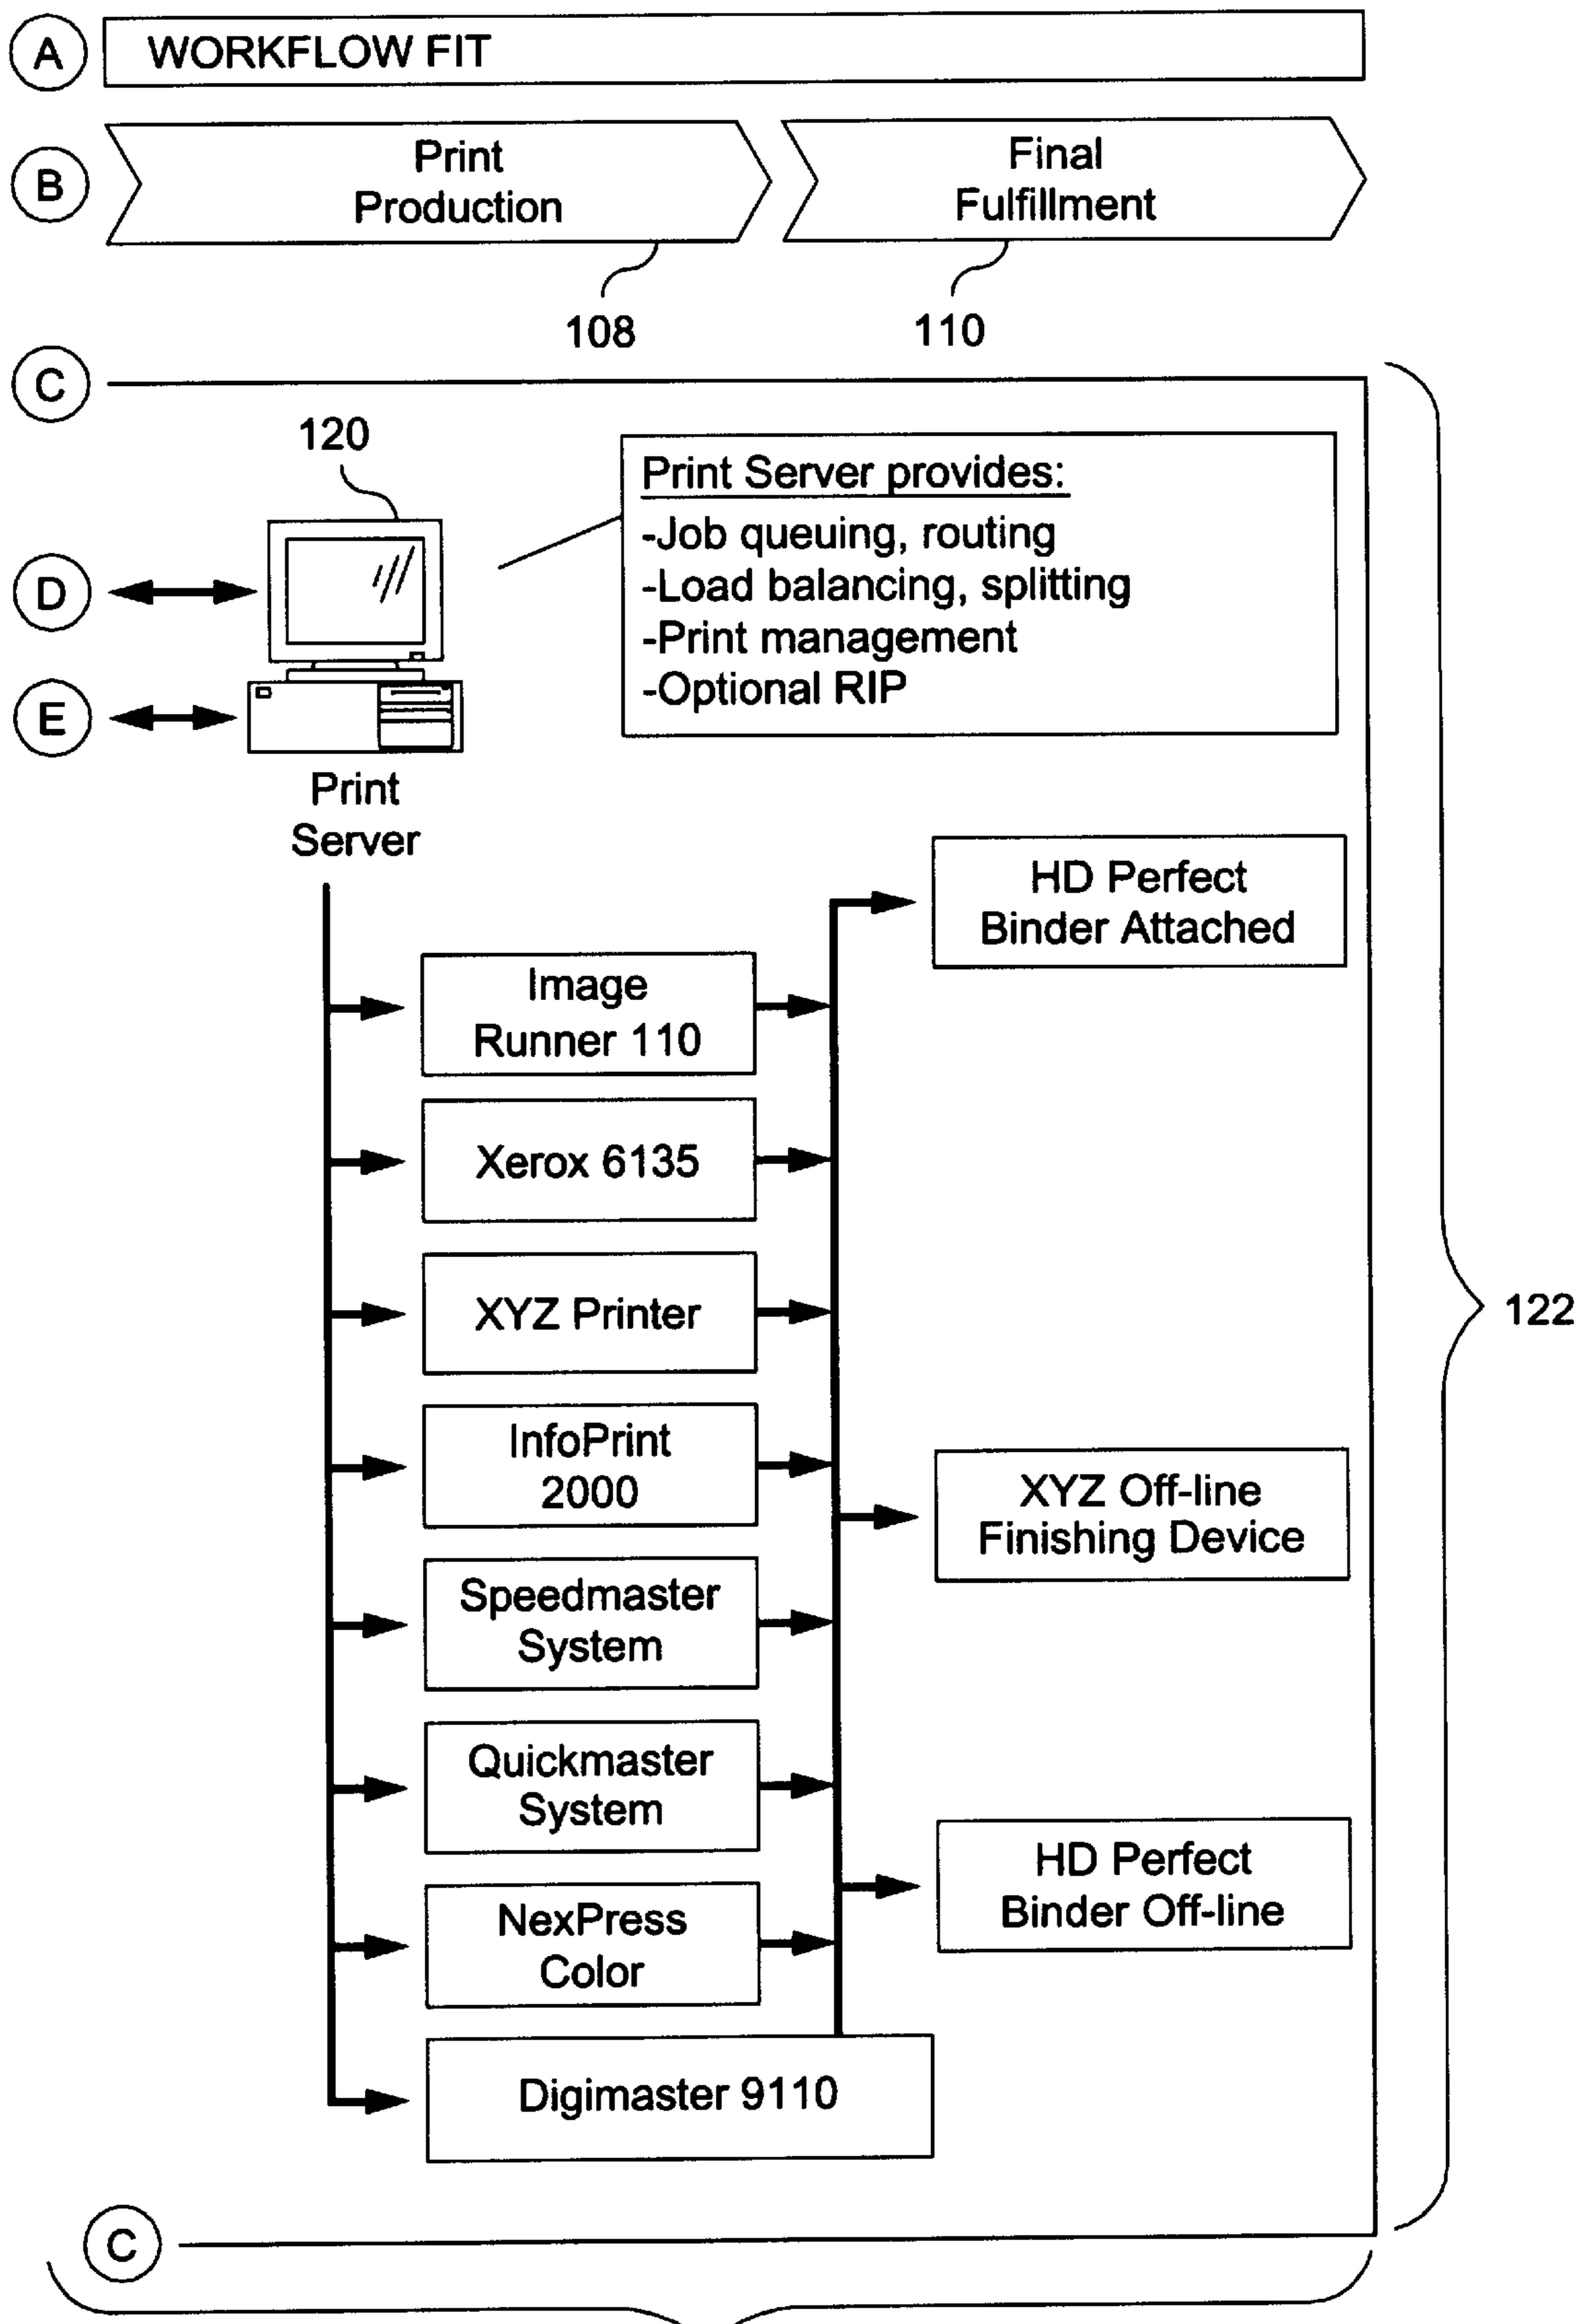 A
WORKFLOW FIT
B
Print
Production
Final
Fulfillment
108
110
C
120
Print Server provides:
-Job queuing, routing
-Load balancing, splitting
-Print management
-Optional RIP
D
E
Print
Server
HD Perfect
Binder Attached
Image
Runner 110
Xerox 6135
XYZ Printer
122
InfoPrint
2000
XYZ Off-line
Finishing Device
Speedmaster
System
Quickmaster
System
HD Perfect
Binder Off-line
NexPress
Color
Digimaster 9110
C